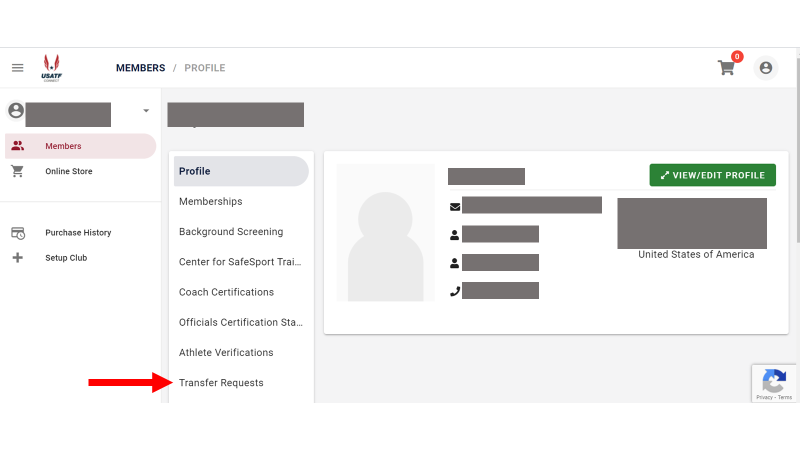 USATF
CONNECT
MEMBERS / PROFILE
0
Members
Online Store
Purchase History
Setup Club
Profile
Memberships
Background Screening
Center for SafeSport Trai...
Coach Certifications
Officials Certification Sta...
Athlete Verifications
Transfer Requests
VIEW/EDIT PROFILE
United States of America
Privacy - Terms